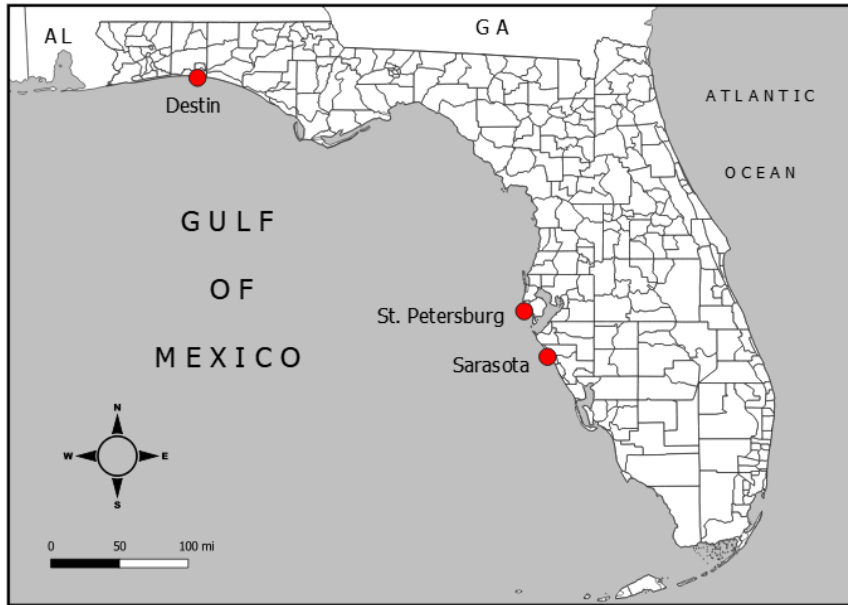 AL
GA
Destin
ATLANTIC
OCEAN
GULF
OF
MEXICO
St. Petersburg
Sarasota
N
W E
S
0 50 100 mi